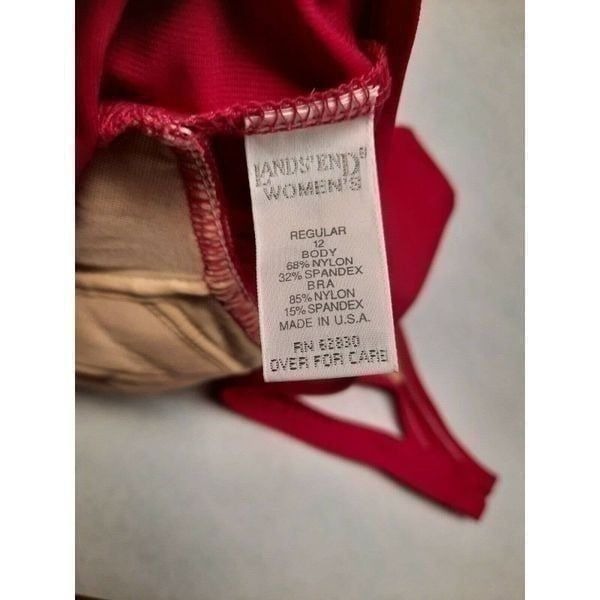 LANDS' END®
WOMEN'S
REGULAR
12
BODY
68% NYLON
32% SPANDEX
BRA
85% NYLON
15% SPANDEX
MADE IN U.S.A.
RN 62830
OVER FOR CARE